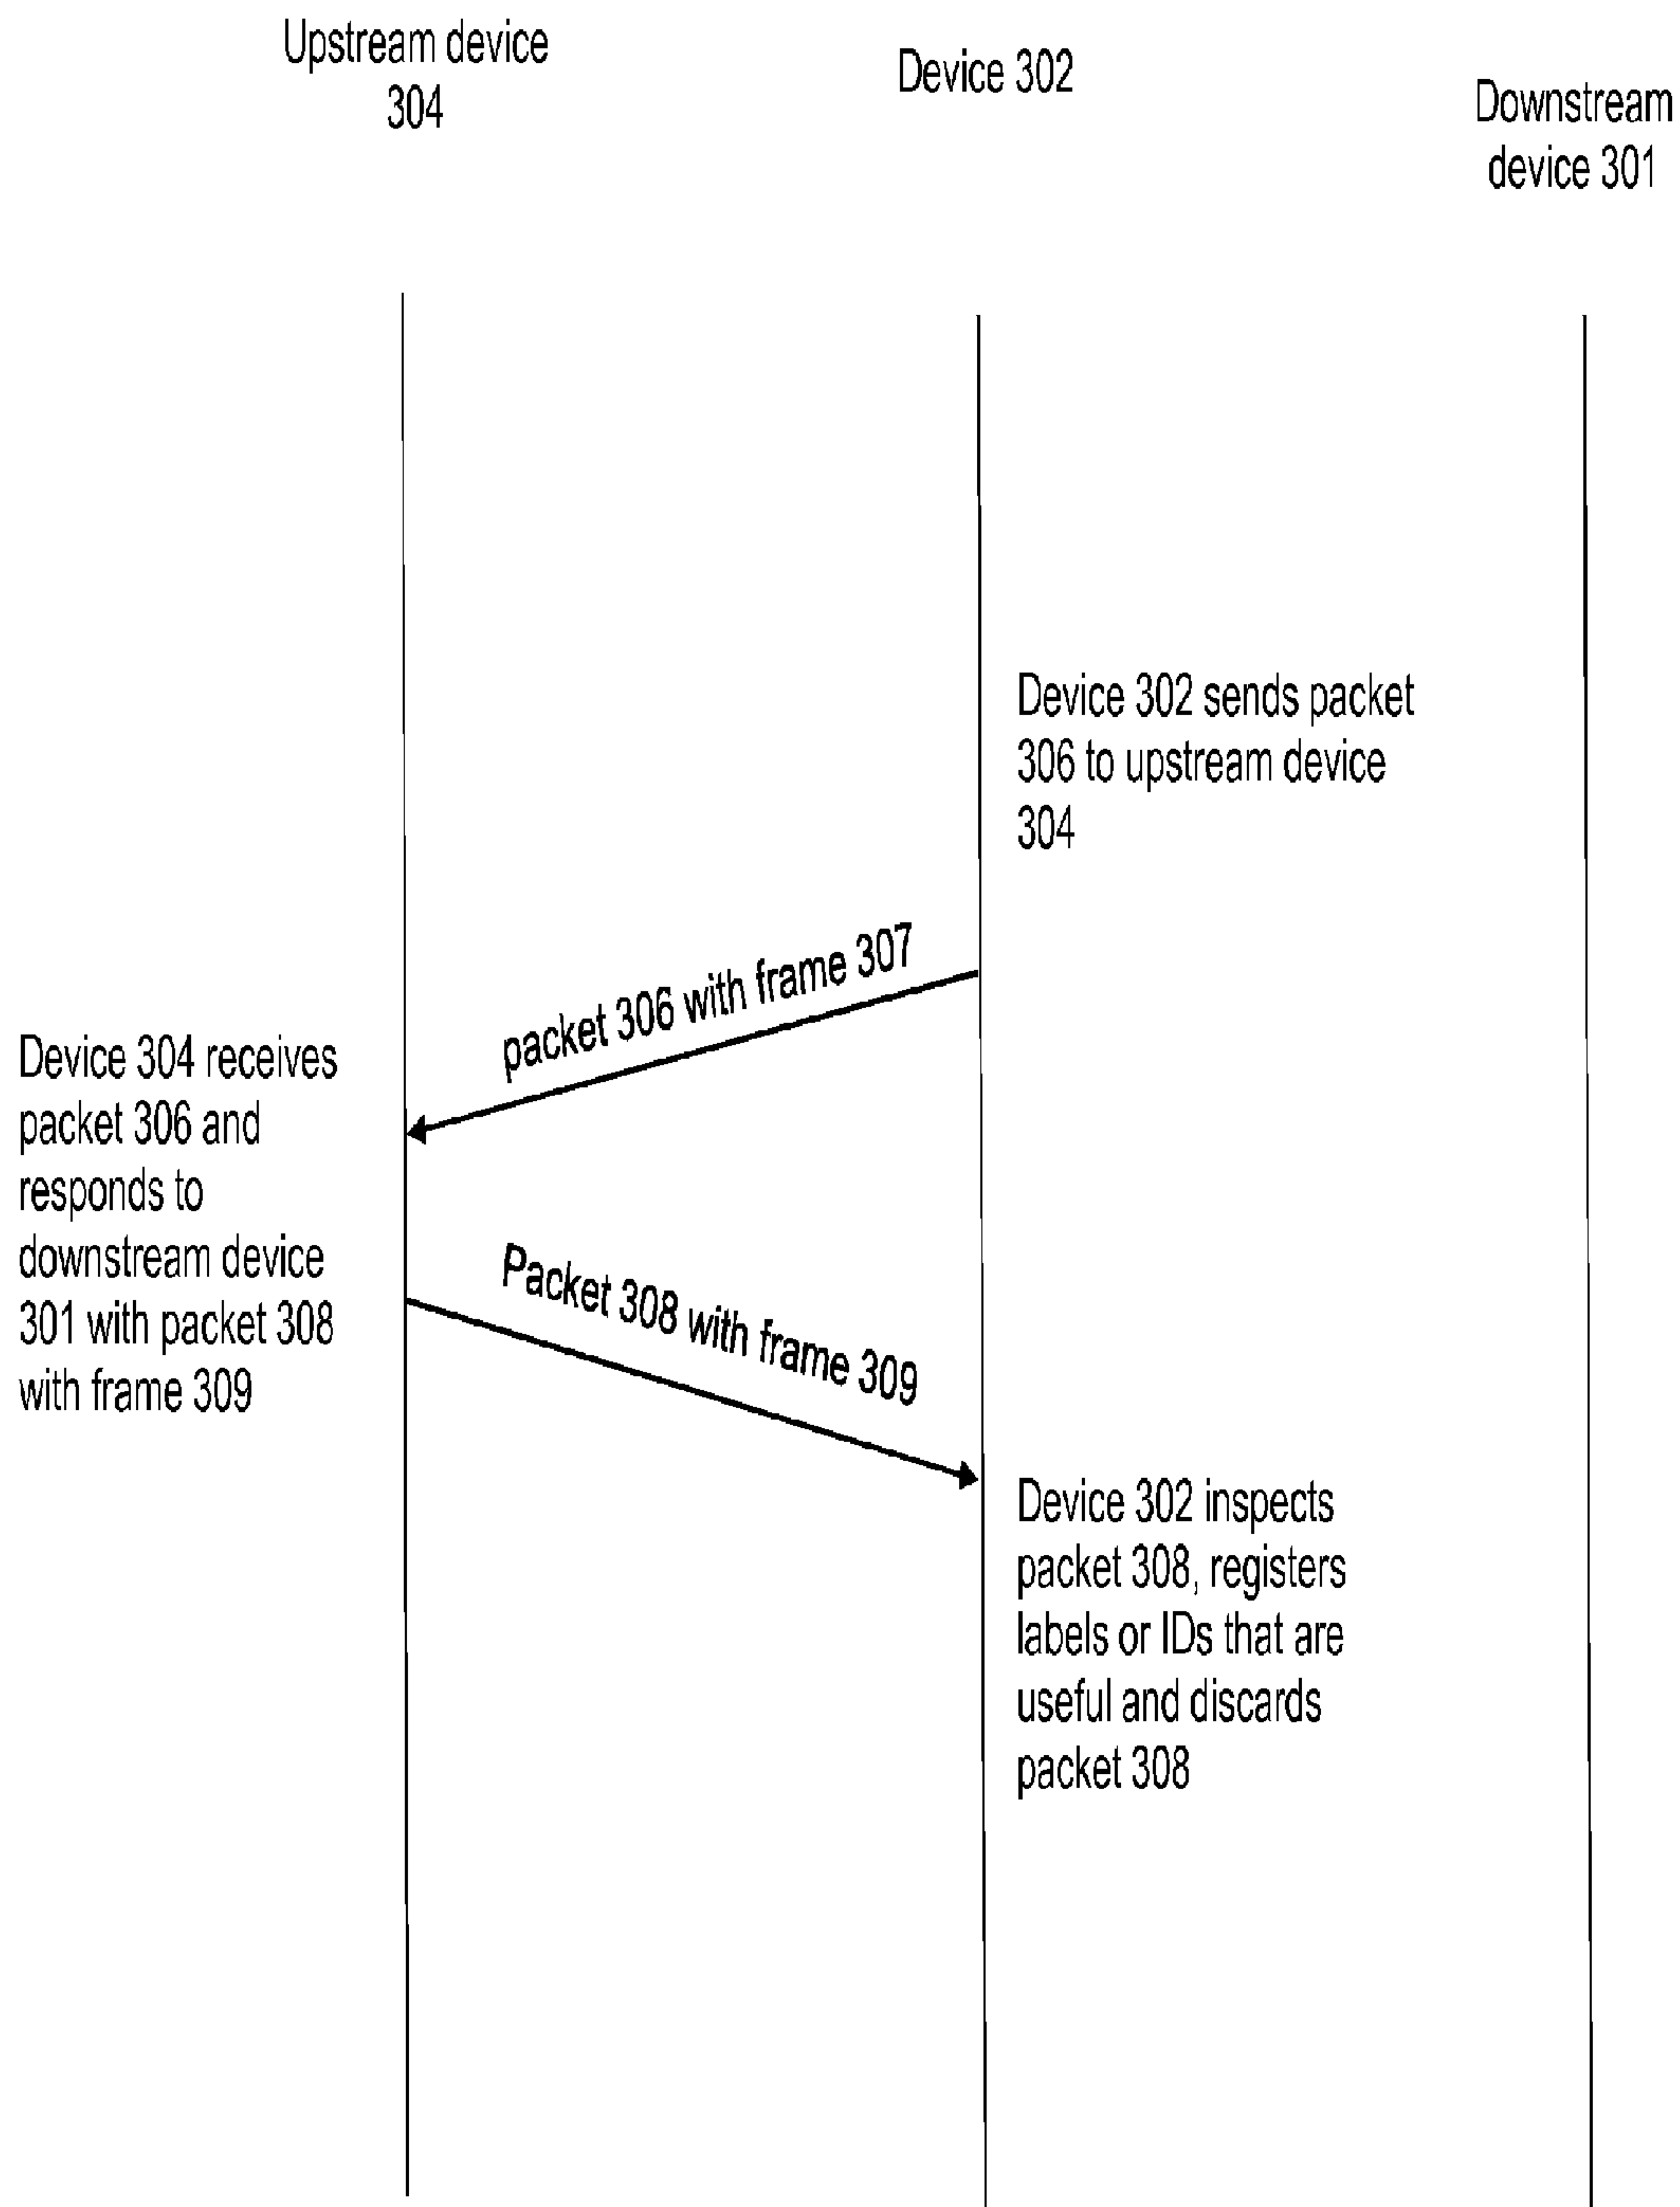 Upstream device
304
Device 302
Downstream
device 301
Device 302 sends packet
306 to upstream device
304
packet 306 with frame 307
Device 304 receives
packet 306 and
responds to
downstream device
301 with packet 308
with frame 309
Packet 308 with frame 309
Device 302 inspects
packet 308, registers
labels or IDs that are
useful and discards
packet 308